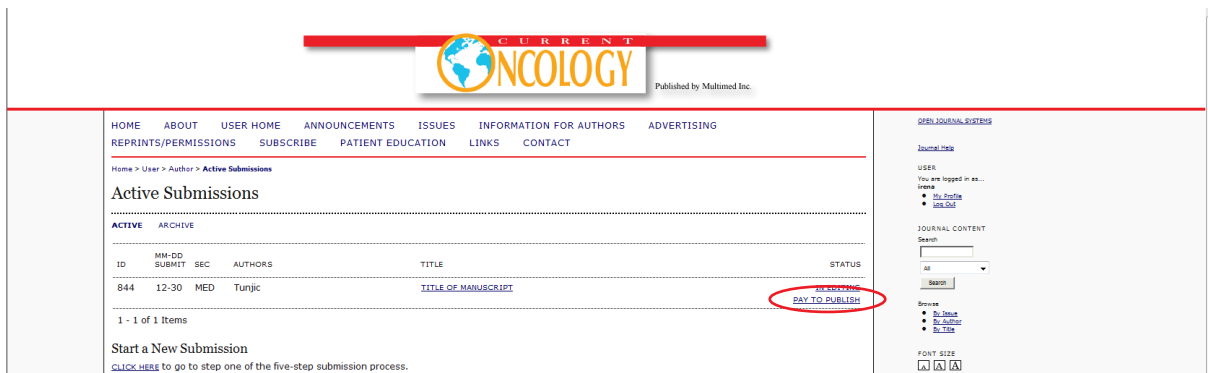 CURRENT
ONCOLOGY
Published by Multimed Inc.
HOME ABOUT USER HOME ANNOUNCEMENTS ISSUES INFORMATION FOR AUTHORS ADVERTISING
REPRINTS/PERMISSIONS SUBSCRIBE PATIENT EDUCATION LINKS CONTACT
Home > User > Author > Active Submissions
Active Submissions
ACTIVE ARCHIVE
ID MM-DD SUBMIT SEC AUTHORS TITLE STATUS
844 12-30 MED Tunjic TITLE OF MANUSCRIPT IN EDITING
PAY TO PUBLISH
1 - 1 of 1 Items
Start a New Submission
CLICK HERE to go to step one of the five-step submission process.
OPEN JOURNAL SYSTEMS
Journal Help
USER
You are logged in as...
irena
My Profile
Log Out
JOURNAL CONTENT
Search
All
Search
Browse
By Issue
By Author
By Title
FONT SIZE
A A A